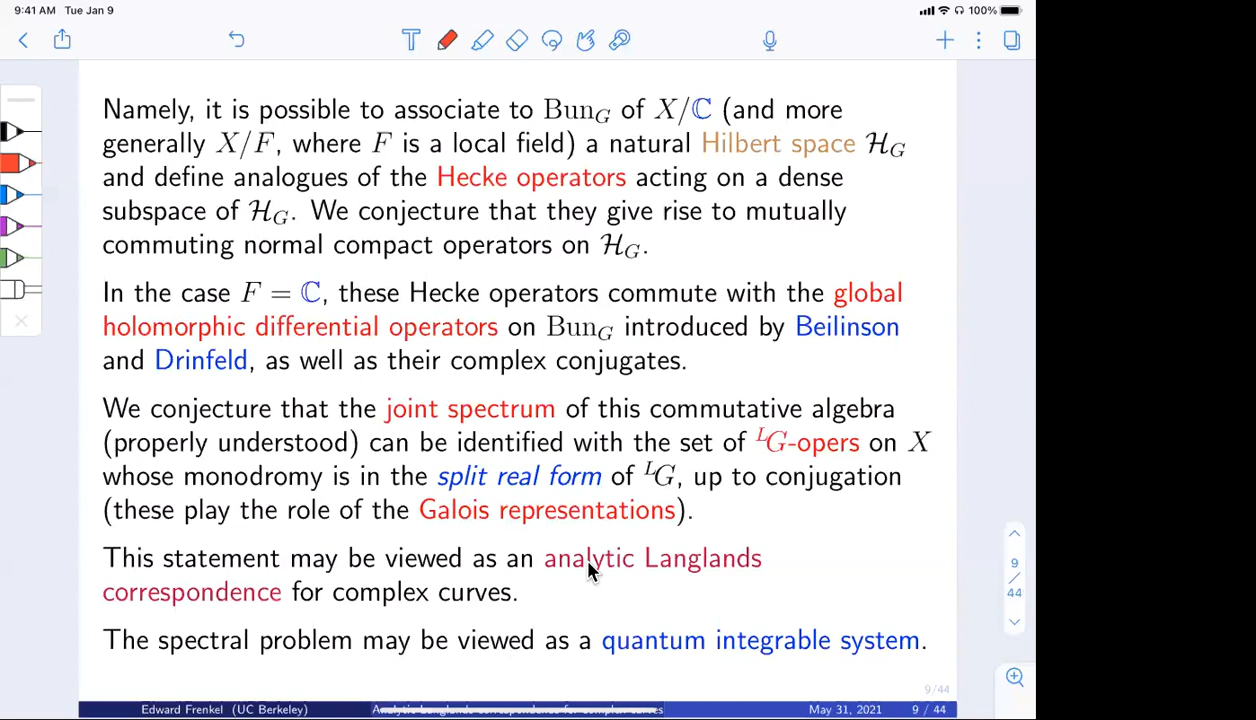 9:41 AM Tue Jan 9
100%
Namely, it is possible to associate to Bun_G of X/ℂ (and more
generally X/F, where F is a local field) a natural Hilbert space ℋ_G
and define analogues of the Hecke operators acting on a dense
subspace of ℋ_G. We conjecture that they give rise to mutually
commuting normal compact operators on ℋ_G.
In the case F = ℂ, these Hecke operators commute with the global
holomorphic differential operators on Bun_G introduced by Beilinson
and Drinfeld, as well as their complex conjugates.
We conjecture that the joint spectrum of this commutative algebra
(properly understood) can be identified with the set of ^LG-opers on X
whose monodromy is in the split real form of ^LG, up to conjugation
(these play the role of the Galois representations).
This statement may be viewed as an analytic Langlands
correspondence for complex curves.
The spectral problem may be viewed as a quantum integrable system.
9
/
44
9/44
Edward Frenkel (UC Berkeley) Analytic Langlands correspondence for complex curves May 31, 2021 9 / 44